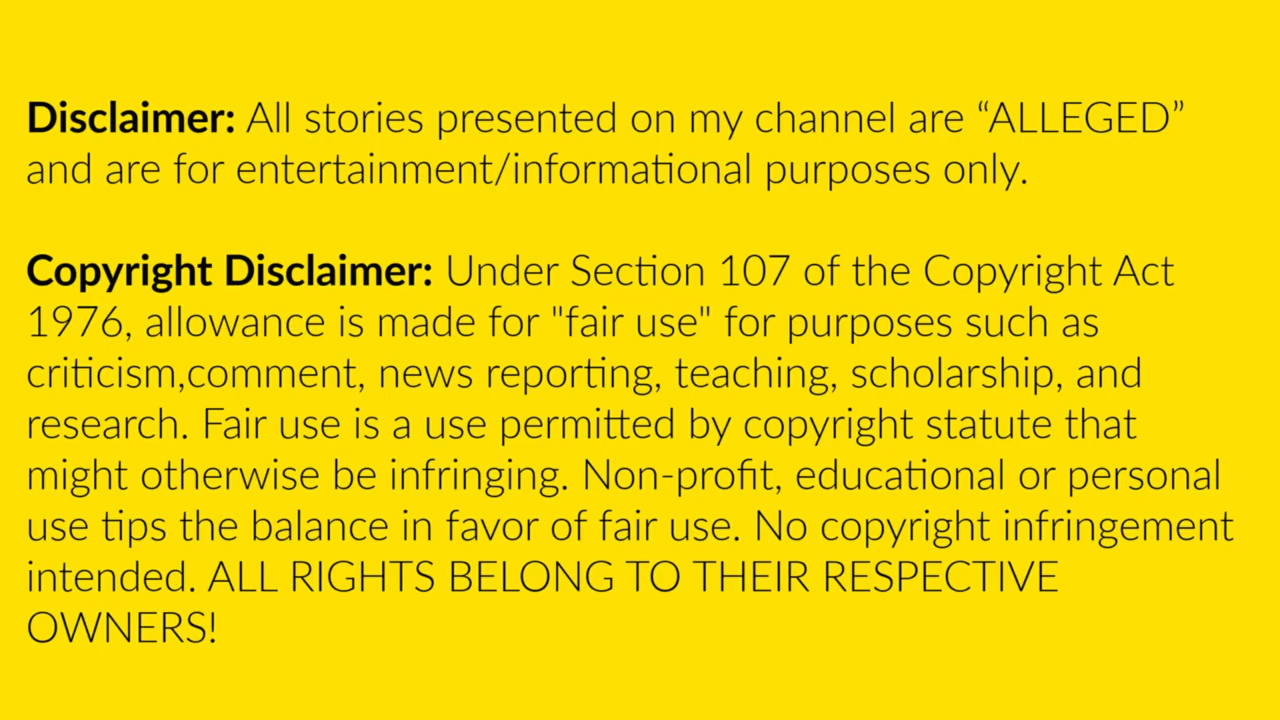 Disclaimer: All stories presented on my channel are “ALLEGED”
and are for entertainment/informational purposes only.
Copyright Disclaimer: Under Section 107 of the Copyright Act
1976, allowance is made for "fair use" for purposes such as
criticism,comment, news reporting, teaching, scholarship, and
research. Fair use is a use permitted by copyright statute that
might otherwise be infringing. Non-profit, educational or personal
use tips the balance in favor of fair use. No copyright infringement
intended. ALL RIGHTS BELONG TO THEIR RESPECTIVE
OWNERS!